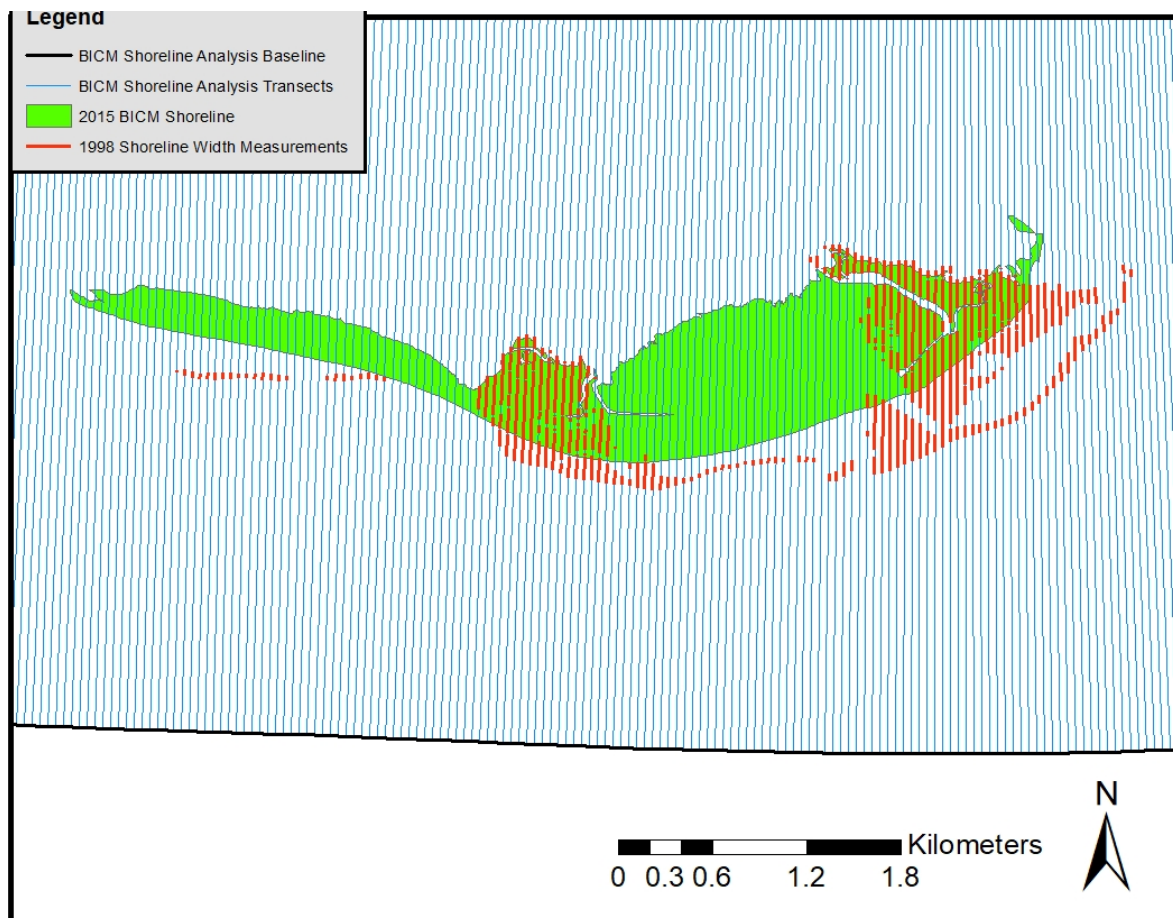 Legend
BICM Shoreline Analysis Baseline
BICM Shoreline Analysis Transects
2015 BICM Shoreline
1998 Shoreline Width Measurements
N
Kilometers
0 0.3 0.6 1.2 1.8